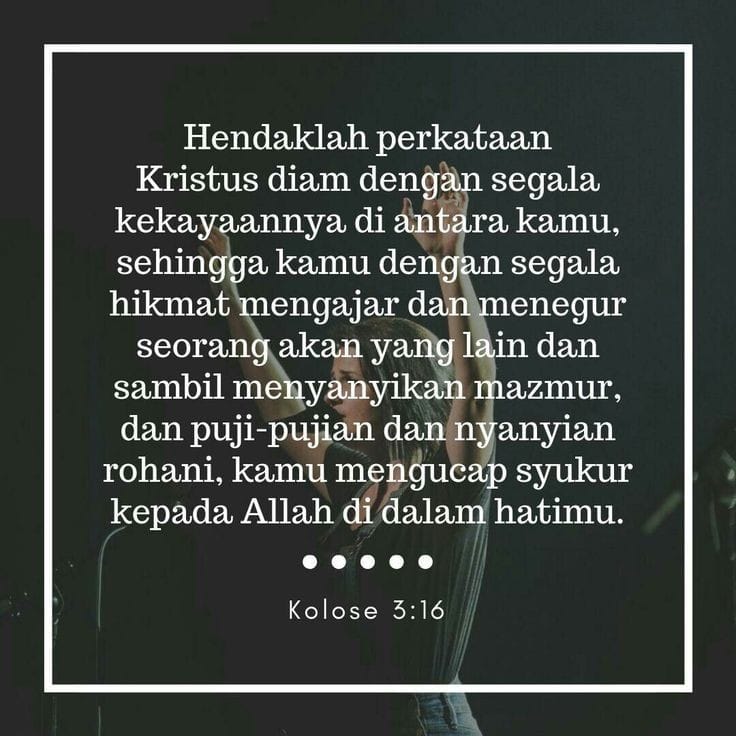 Hendaklah perkataan
Kristus diam dengan segala
kekayaannya di antara kamu,
sehingga kamu dengan segala
hikmat mengajar dan menegur
seorang akan yang lain dan
sambil menyanyikan mazmur,
dan puji-pujian dan nyanyian
rohani, kamu mengucap syukur
kepada Allah di dalam hatimu.
Kolose 3:16